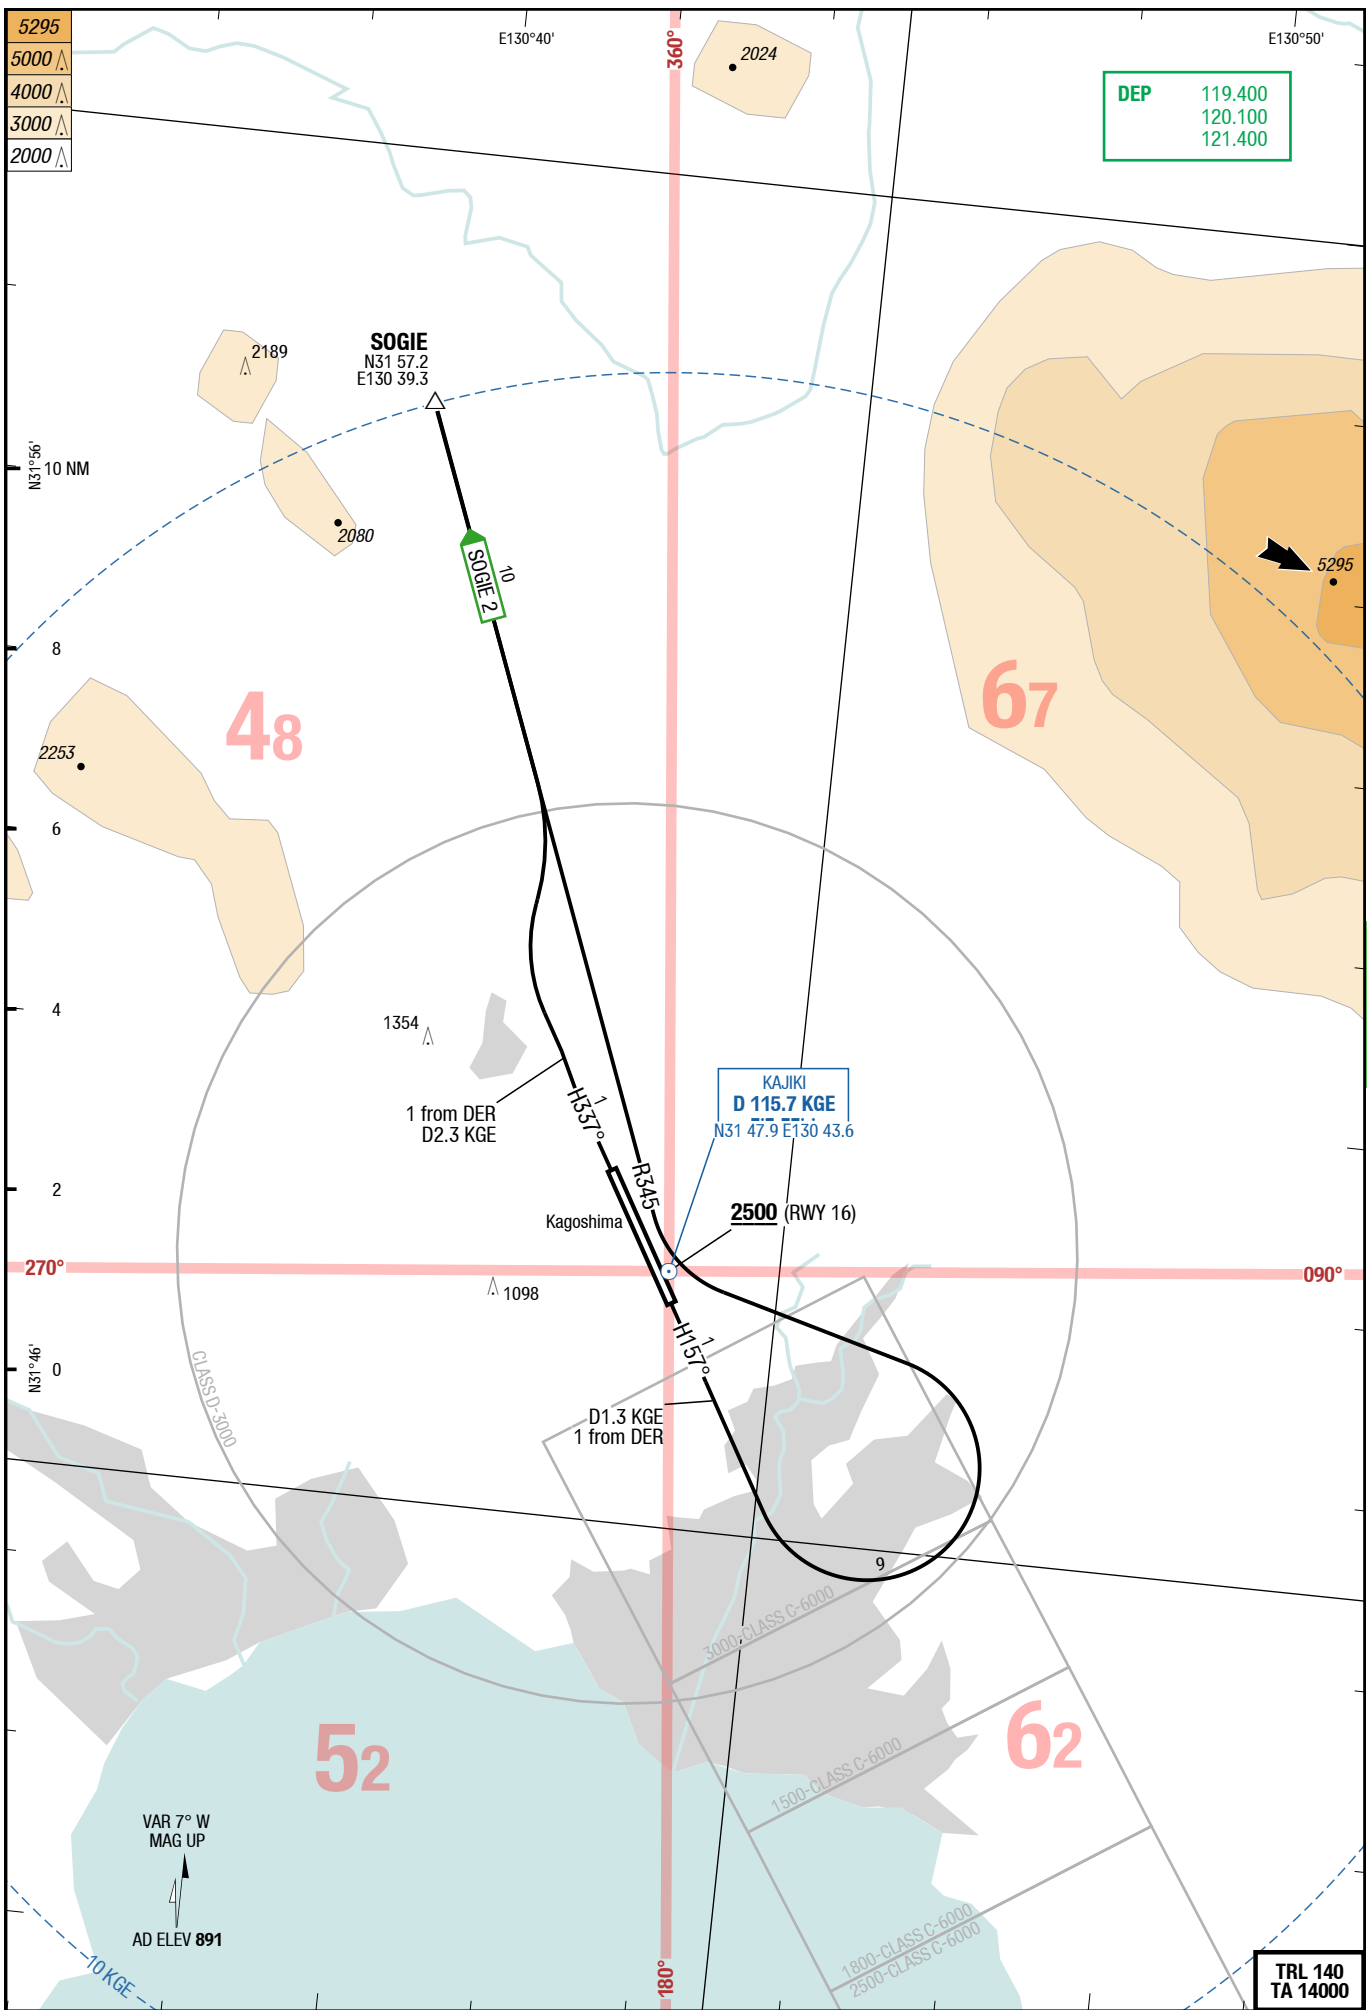 5295
5000
4000
3000
2000
E130°40'
360°
2024
E130°50'
DEP 119.400
120.100
121.400
2189
SOGIE
N31 57.2
E130 39.3
N31°56'
10 NM
2080
SOGIE 2
10
5295
8
48
67
2253
6
4
1354
1 from DER
D2.3 KGE
H337°
1
KAJIKI
D 115.7 KGE
N31 47.9 E130 43.6
2
R345
Kagoshima
2500 (RWY 16)
270°
090°
1098
H157°
1
N31°46'
0
CLASS D-3000
D1.3 KGE
1 from DER
9
3000-CLASS C-6000
1500-CLASS C-6000
52
62
VAR 7° W
MAG UP
AD ELEV 891
1800-CLASS C-6000
2500-CLASS C-6000
10 KGE
180°
TRL 140
TA 14000